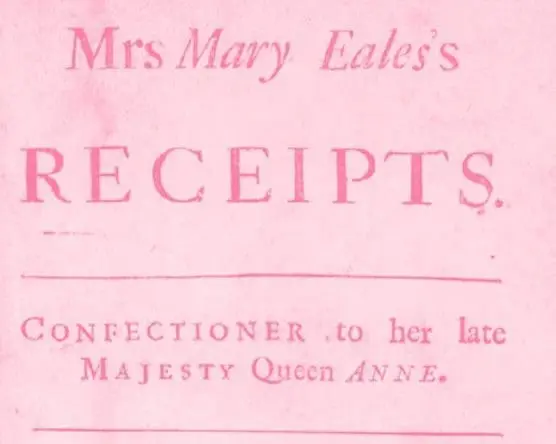 Mrs Mary Eales's
RECEIPTS.
CONFECTIONER to her late
MAJESTY Queen ANNE.